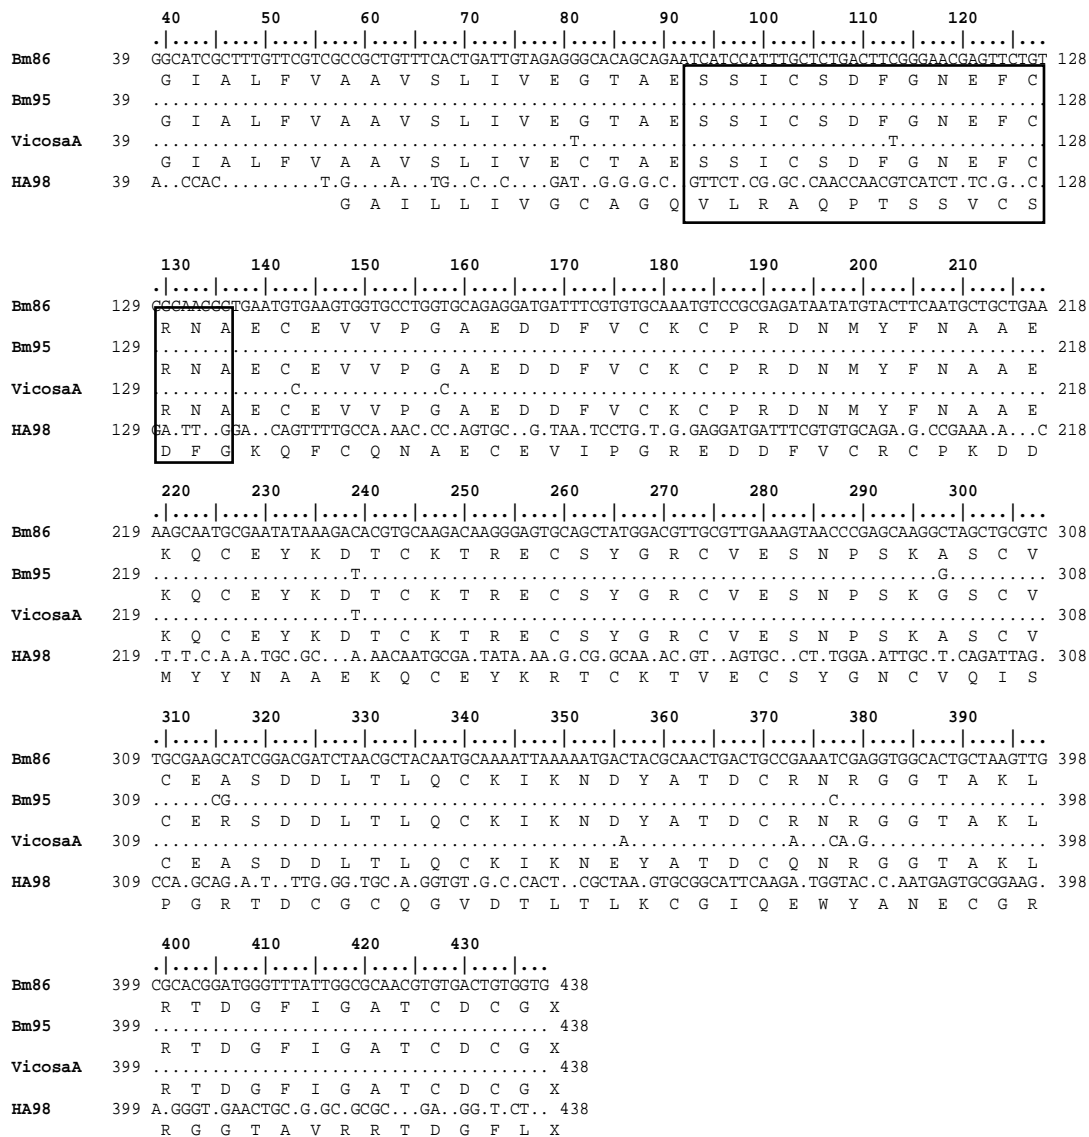 40 50 60 70 80 90 100 110 120
.|....|....|....|....|....|....|....|....|....|....|....|....|....|....|....|....|....|...
Bm86 39 GGCATCGCTTTGTTCGTCGCCGCTGTTTCACTGATTGTAGAGGGCACAGCAGAATCATCCATTTGCTCTGACTTCGGGAACGAGTTCTGT 128
G I A L F V A A V S L I V E G T A E S S I C S D F G N E F C
Bm95 39 .......................................................................................... 128
G I A L F V A A V S L I V E G T A E S S I C S D F G N E F C
VicosaA 39 ..........................................T...............................T............... 128
G I A L F V A A V S L I V E C T A E S S I C S D F G N E F C
HA98 39 A..CCAC..........T.G....A...TG..C..C....GAT..G.G.G.C..GTTCT.CG.GC.CAACCAACGTCATCT.TC.G..C. 128
G A I L L I V G C A G Q V L R A Q P T S S V C S
130 140 150 160 170 180 190 200 210
.|....|....|....|....|....|....|....|....|....|....|....|....|....|....|....|....|....|...
Bm86 129 CGCAACGCTGAATGTGAAGTGGTGCCTGGTGCAGAGGATGATTTCGTGTGCAAATGTCCGCGAGATAATATGTACTTCAATGCTGCTGAA 218
R N A E C E V V P G A E D D F V C K C P R D N M Y F N A A E
Bm95 129 .......................................................................................... 218
R N A E C E V V P G A E D D F V C K C P R D N M Y F N A A E
VicosaA 129 ..............C..............C............................................................ 218
R N A E C E V V P G A E D D F V C K C P R D N M Y F N A A E
HA98 129 GA.TT..GGA..CAGTTTTGCCA.AAC.CC.AGTGC..G.TAA.TCCTG.T.G.GAGGATGATTTCGTGTGCAGA.G.CCGAAA.A...C 218
D F G K Q F C Q N A E C E V I P G R E D D F V C R C P K D D
220 230 240 250 260 270 280 290 300
.|....|....|....|....|....|....|....|....|....|....|....|....|....|....|....|....|....|...
Bm86 219 AAGCAATGCGAATATAAAGACACGTGCAAGACAAGGGAGTGCAGCTATGGACGTTGCGTTGAAAGTAACCCGAGCAAGGCTAGCTGCGTC 308
K Q C E Y K D T C K T R E C S Y G R C V E S N P S K A S C V
Bm95 219 ....................T..........................................................G.......... 308
K Q C E Y K D T C K T R E C S Y G R C V E S N P S K G S C V
VicosaA 219 ....................T..................................................................... 308
K Q C E Y K D T C K T R E C S Y G R C V E S N P S K A S C V
HA98 219 .T.T.C.A.A.TGC.GC...A.AACAATGCGA.TATA.AA.G.CG.GCAA.AC.GT..AGTGC..CT.TGGA.ATTGC.T.CAGATTAG. 308
M Y Y N A A E K Q C E Y K R T C K T V E C S Y G N C V Q I S
310 320 330 340 350 360 370 380 390
.|....|....|....|....|....|....|....|....|....|....|....|....|....|....|....|....|....|...
Bm86 309 TGCGAAGCATCGGACGATCTAACGCTACAATGCAAAATTAAAAATGACTACGCAACTGACTGCCGAAATCGAGGTGGCACTGCTAAGTTG 398
C E A S D D L T L Q C K I K N D Y A T D C R N R G G T A K L
Bm95 309 ......CG............................................................C..................... 398
C E R S D D L T L Q C K I K N D Y A T D C R N R G G T A K L
VicosaA 309 ...............................................A................A...CA.G.................. 398
C E A S D D L T L Q C K I K N E Y A T D C Q N R G G T A K L
HA98 309 CCA.GCAG.A.T..TTG.GG.TGC.A.GGTGT.G.C.CACT..CGCTAA.GTGCGGCATTCAAGA.TGGTAC.C.AATGAGTGCGGAAG. 398
P G R T D C G C Q G V D T L T L K C G I Q E W Y A N E C G R
400 410 420 430
.|....|....|....|....|....|....|....|...
Bm86 399 CGCACGGATGGGTTTATTGGCGCAACGTGTGACTGTGGTG 438
R T D G F I G A T C D C G X
Bm95 399 ........................................ 438
R T D G F I G A T C D C G X
VicosaA 399 ........................................ 438
R T D G F I G A T C D C G X
HA98 399 A.GGGT.GAACTGC.G.GC.GCGC...GA..GG.T.CT.. 438
R G G T A V R R T D G F L X